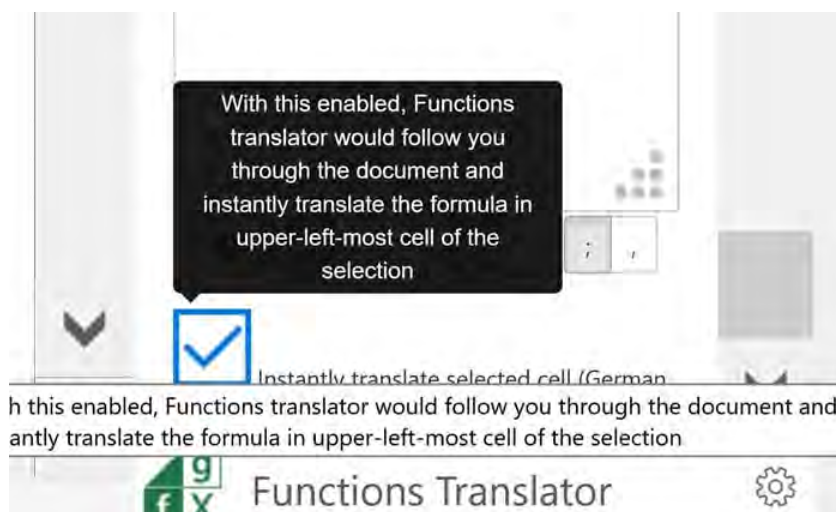 With this enabled, Functions
translator would follow you
through the document and
instantly translate the formula in
upper-left-most cell of the
selection
; ,
Instantly translate selected cell (German
h this enabled, Functions translator would follow you through the document and
antly translate the formula in upper-left-most cell of the selection
g
f X
Functions Translator